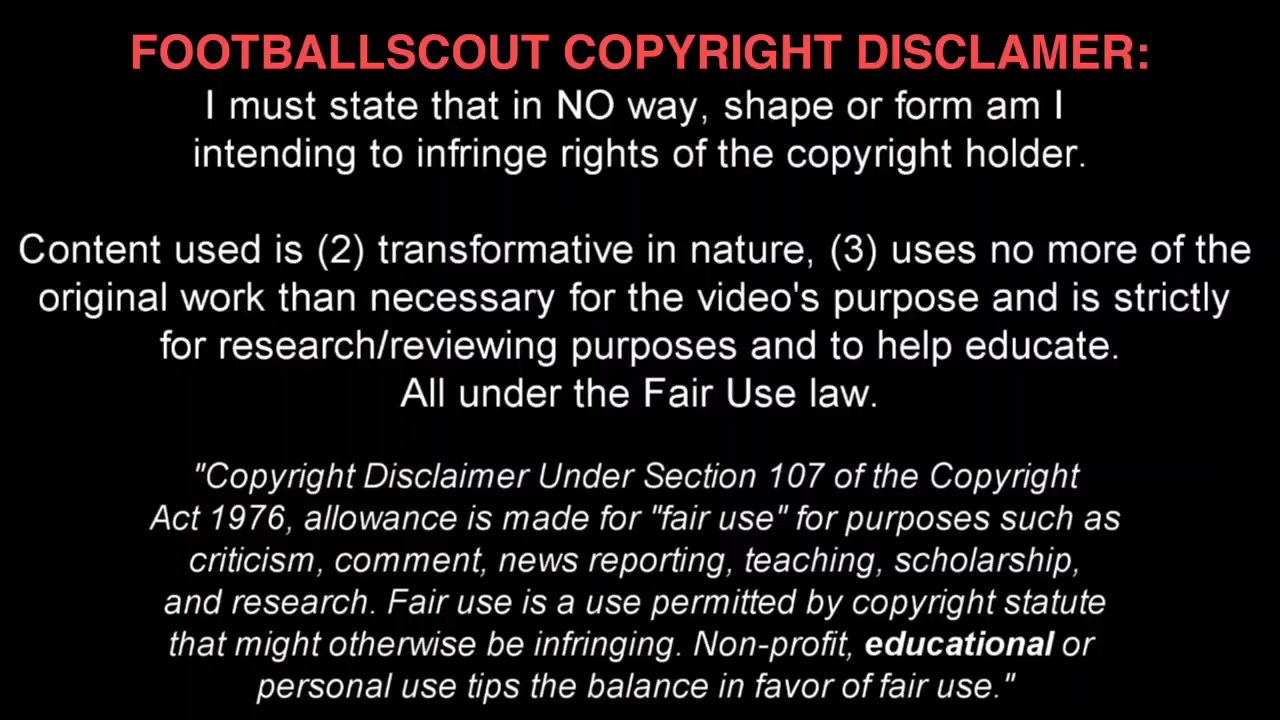 FOOTBALLSCOUT COPYRIGHT DISCLAMER:
I must state that in NO way, shape or form am I
intending to infringe rights of the copyright holder.
Content used is (2) transformative in nature, (3) uses no more of the
original work than necessary for the video's purpose and is strictly
for research/reviewing purposes and to help educate.
All under the Fair Use law.
"Copyright Disclaimer Under Section 107 of the Copyright
Act 1976, allowance is made for "fair use" for purposes such as
criticism, comment, news reporting, teaching, scholarship,
and research. Fair use is a use permitted by copyright statute
that might otherwise be infringing. Non-profit, educational or
personal use tips the balance in favor of fair use."